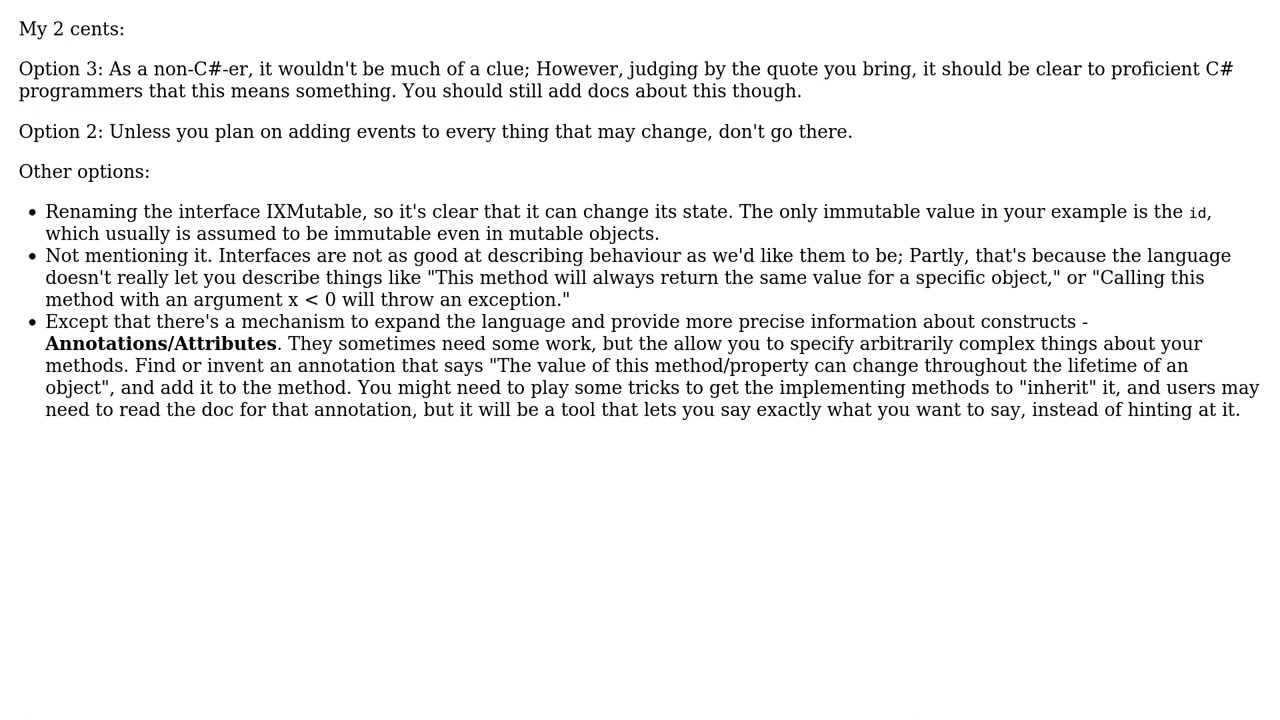 My 2 cents:
Option 3: As a non-C#-er, it wouldn't be much of a clue; However, judging by the quote you bring, it should be clear to proficient C#
programmers that this means something. You should still add docs about this though.
Option 2: Unless you plan on adding events to every thing that may change, don't go there.
Other options:
• Renaming the interface IXMutable, so it's clear that it can change its state. The only immutable value in your example is the id,
which usually is assumed to be immutable even in mutable objects.
• Not mentioning it. Interfaces are not as good at describing behaviour as we'd like them to be; Partly, that's because the language
doesn't really let you describe things like "This method will always return the same value for a specific object," or "Calling this
method with an argument x < 0 will throw an exception."
• Except that there's a mechanism to expand the language and provide more precise information about constructs -
Annotations/Attributes. They sometimes need some work, but the allow you to specify arbitrarily complex things about your
methods. Find or invent an annotation that says "The value of this method/property can change throughout the lifetime of an
object", and add it to the method. You might need to play some tricks to get the implementing methods to "inherit" it, and users may
need to read the doc for that annotation, but it will be a tool that lets you say exactly what you want to say, instead of hinting at it.